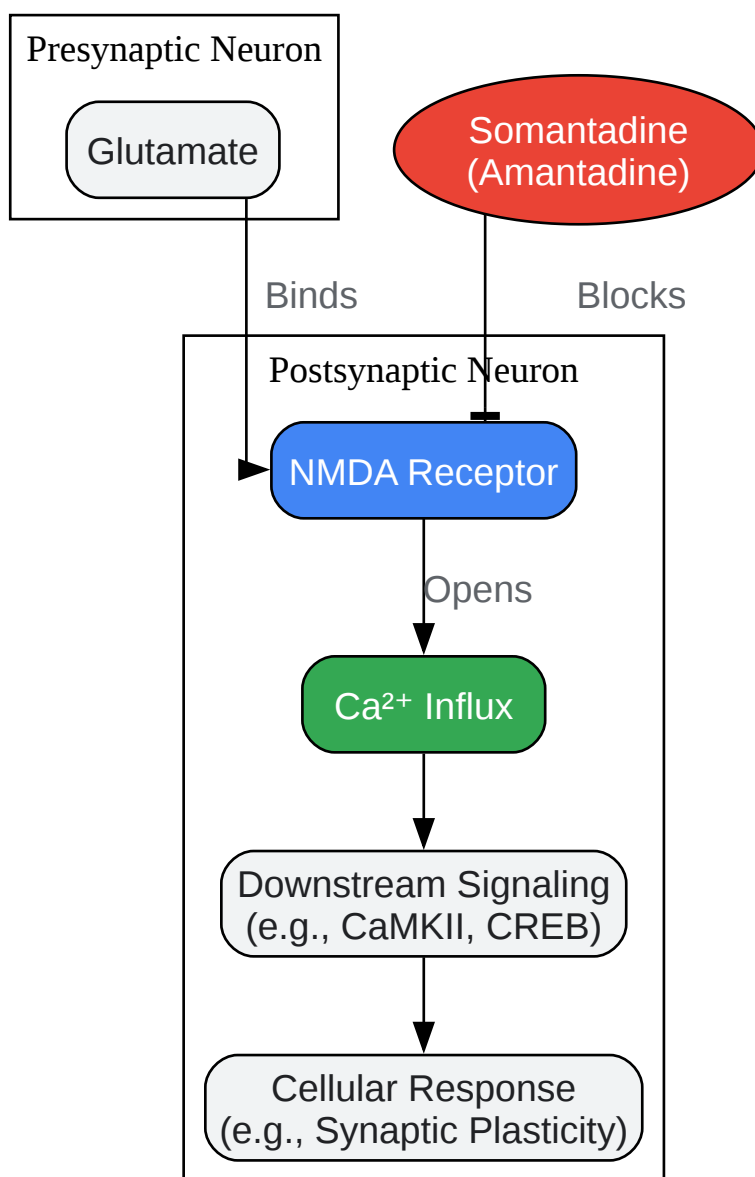 Presynaptic Neuron
Glutamate
Somantadine
(Amantadine)
Binds
Blocks
Postsynaptic Neuron
NMDA Receptor
Opens
Ca²⁺ Influx
Downstream Signaling
(e.g., CaMKII, CREB)
Cellular Response
(e.g., Synaptic Plasticity)